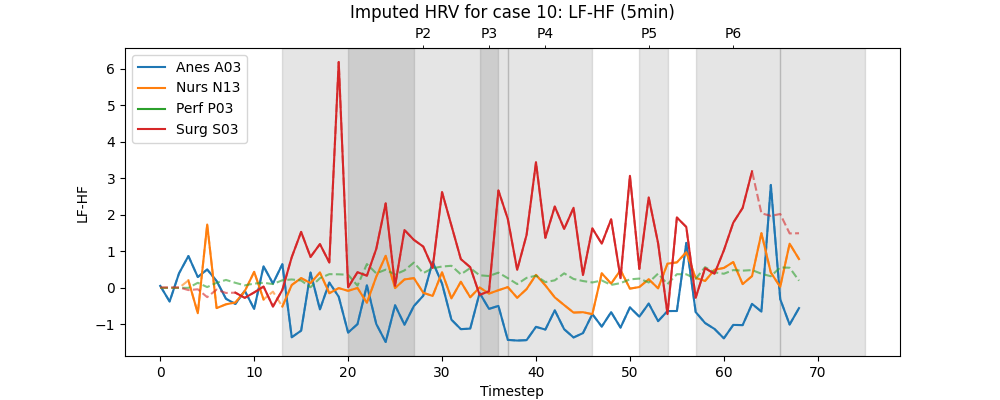 Imputed HRV for case 10: LF-HF (5min)
P2 P3 P4 P5 P6
Anes A03
Nurs N13
Perf P03
Surg S03
LF-HF
6
5
4
3
2
1
0
−1
0 10 20 30 40 50 60 70
Timestep